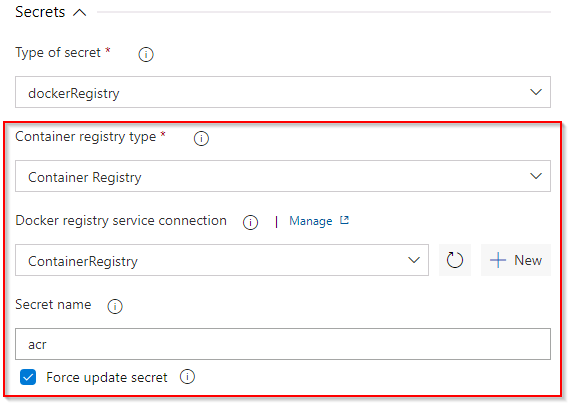 Secrets
Type of secret *
dockerRegistry
Container registry type *
Container Registry
Docker registry service connection | Manage
ContainerRegistry
New
Secret name
acr
Force update secret